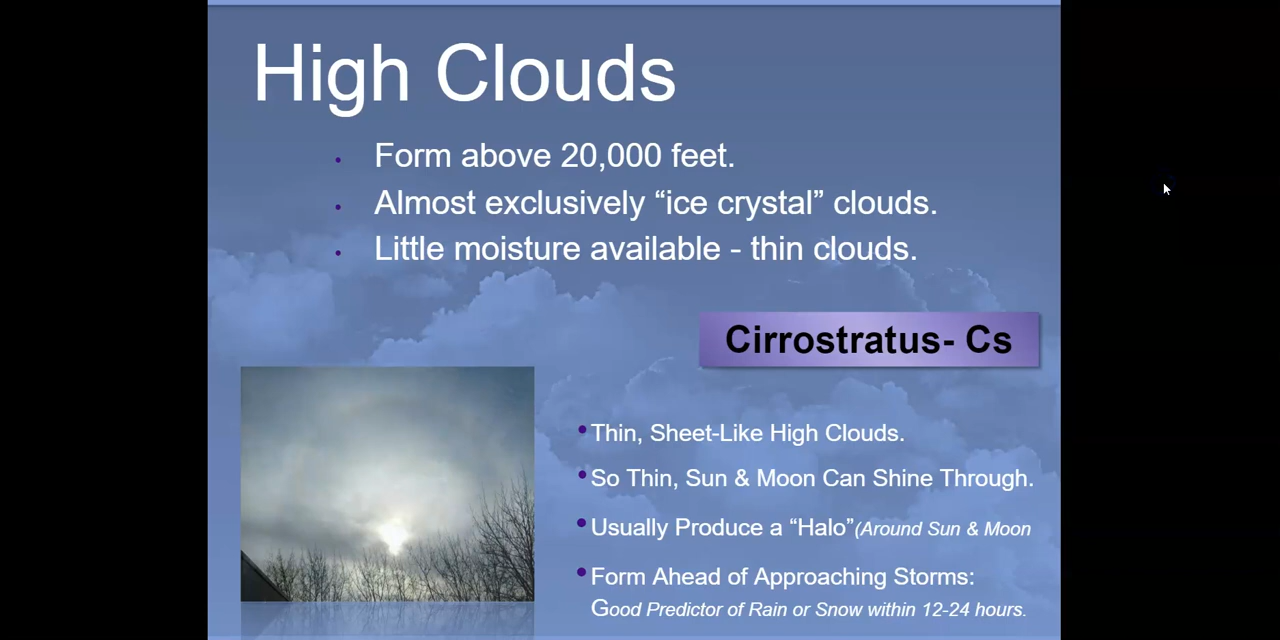 High Clouds
• Form above 20,000 feet.
• Almost exclusively “ice crystal” clouds.
• Little moisture available - thin clouds.
Cirrostratus- Cs
•Thin, Sheet-Like High Clouds.
•So Thin, Sun & Moon Can Shine Through.
•Usually Produce a “Halo”(Around Sun & Moon
•Form Ahead of Approaching Storms:
Good Predictor of Rain or Snow within 12-24 hours.